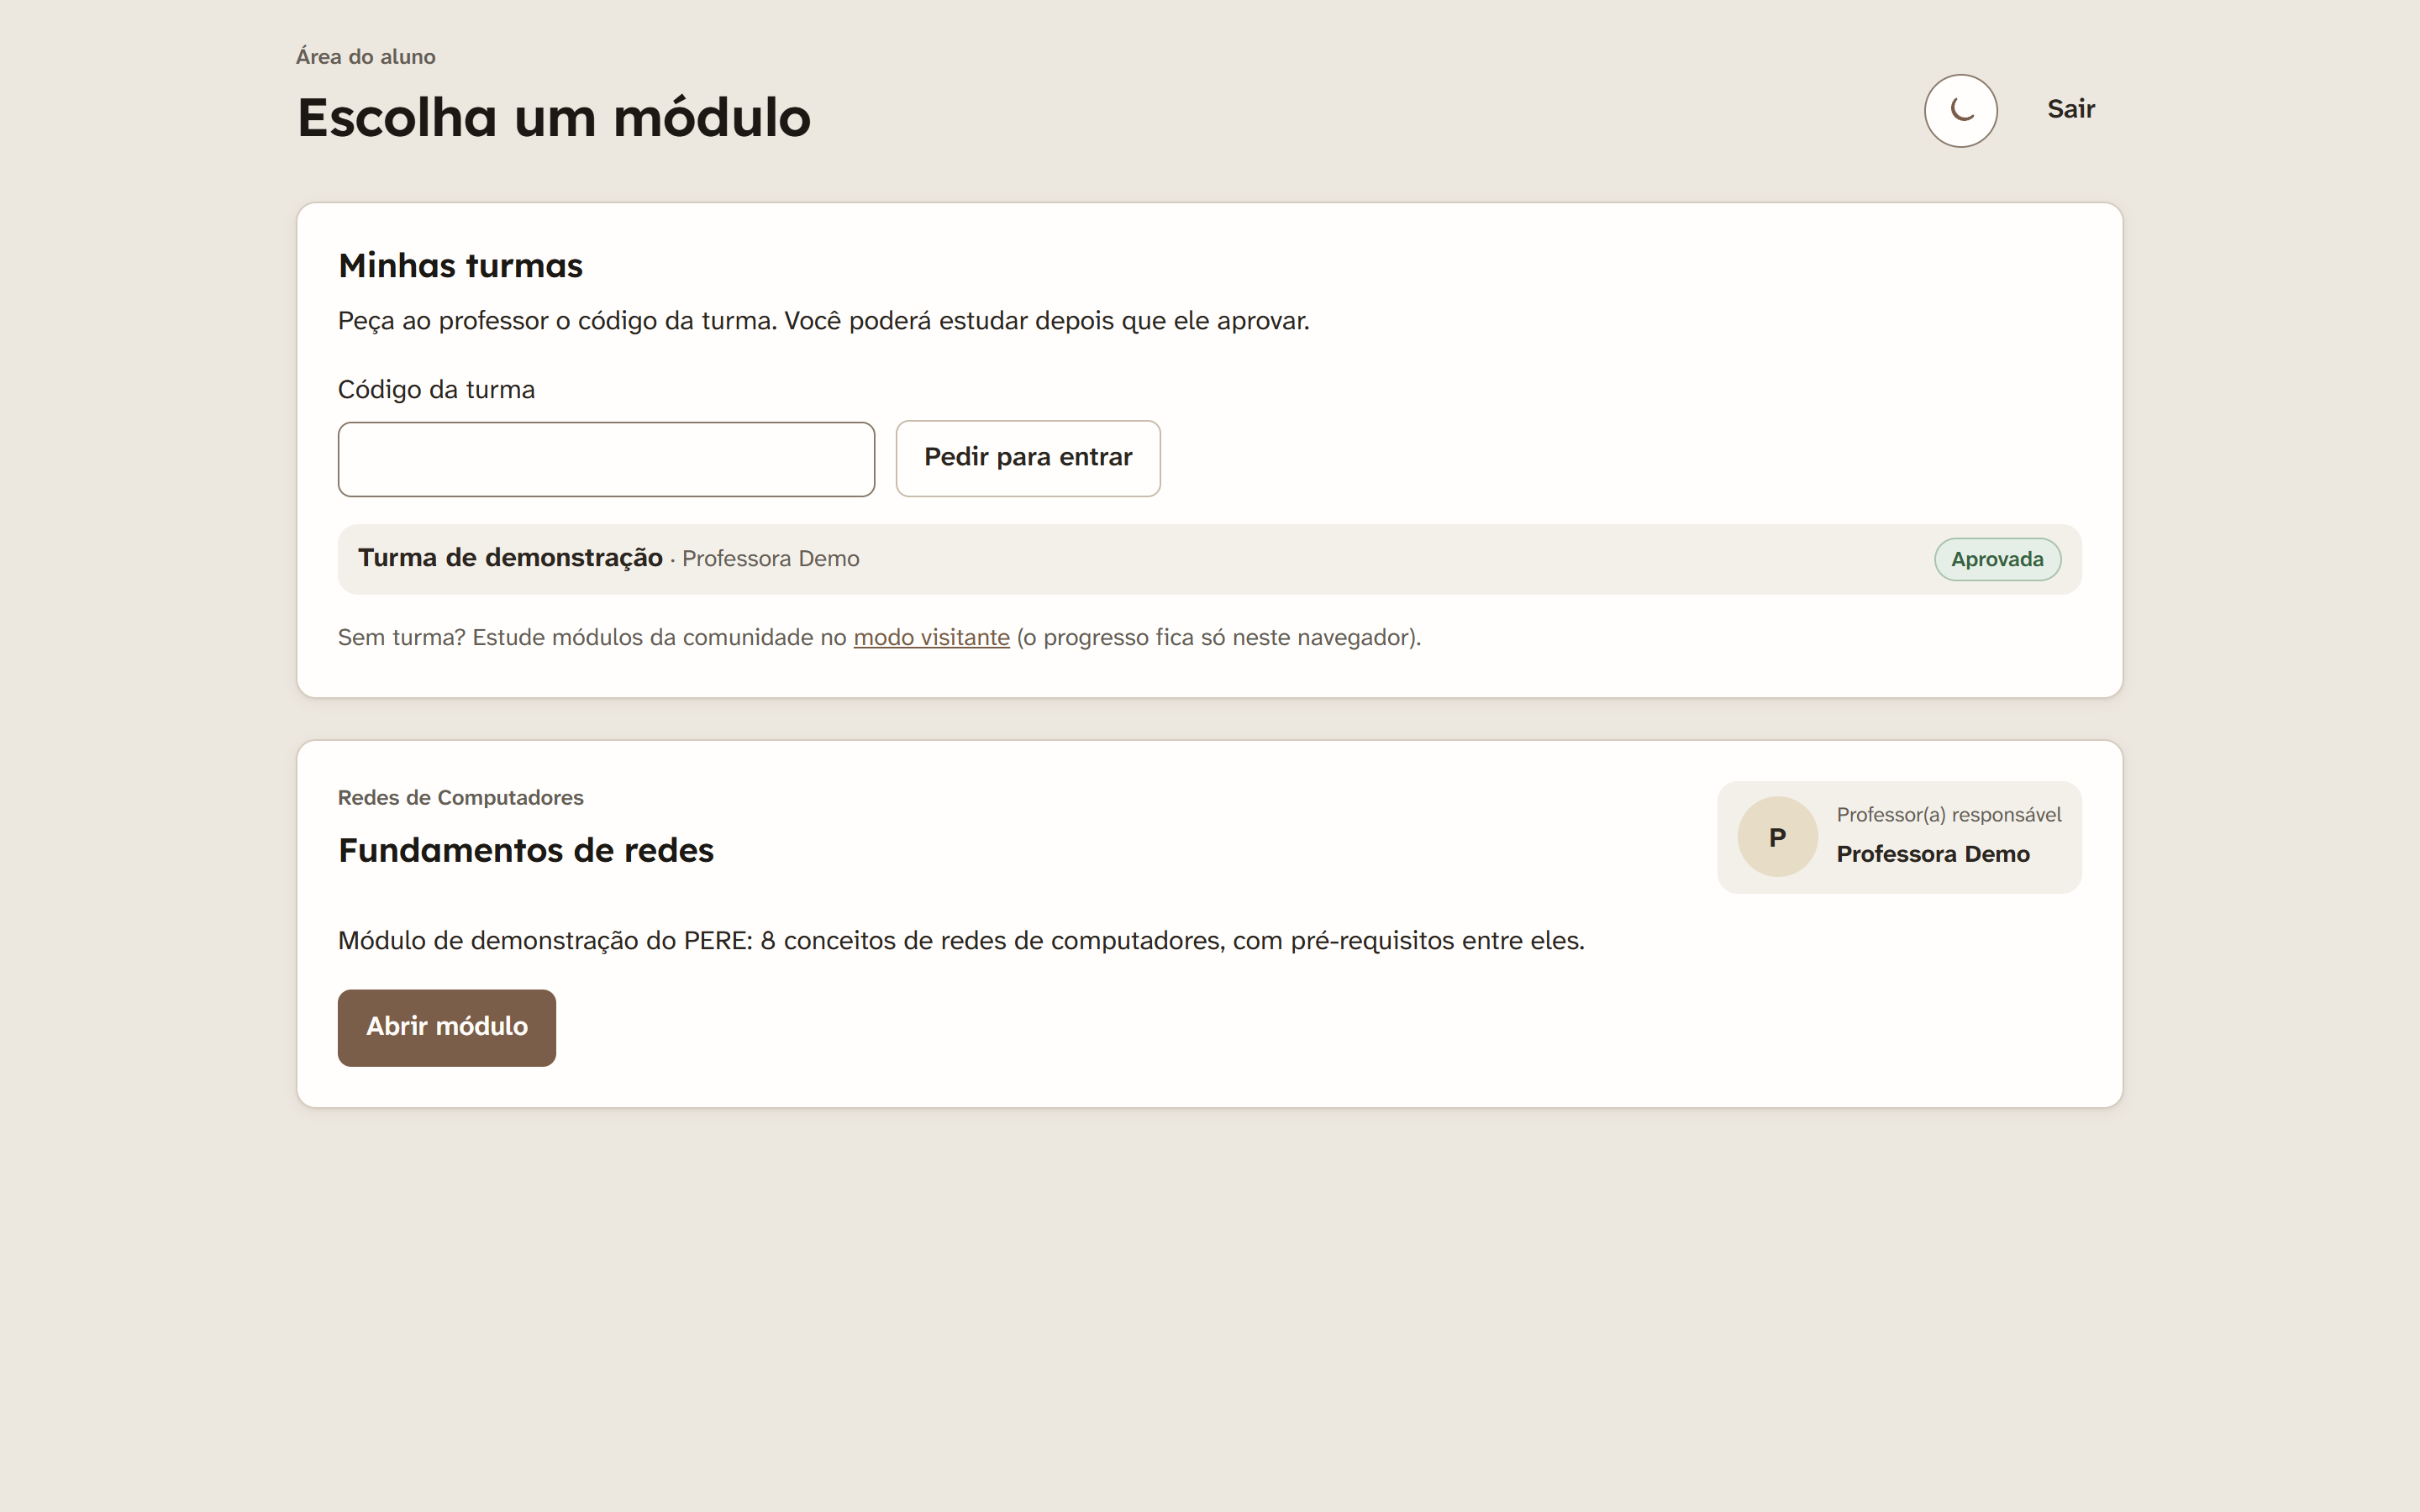 Área do aluno
Escolha um módulo
Sair
Minhas turmas
Peça ao professor o código da turma. Você poderá estudar depois que ele aprovar.
Código da turma
Pedir para entrar
Turma de demonstração · Professora Demo
Aprovada
Sem turma? Estude módulos da comunidade no modo visitante (o progresso fica só neste navegador).
Redes de Computadores
Fundamentos de redes
P
Professor(a) responsável
Professora Demo
Módulo de demonstração do PERE: 8 conceitos de redes de computadores, com pré-requisitos entre eles.
Abrir módulo